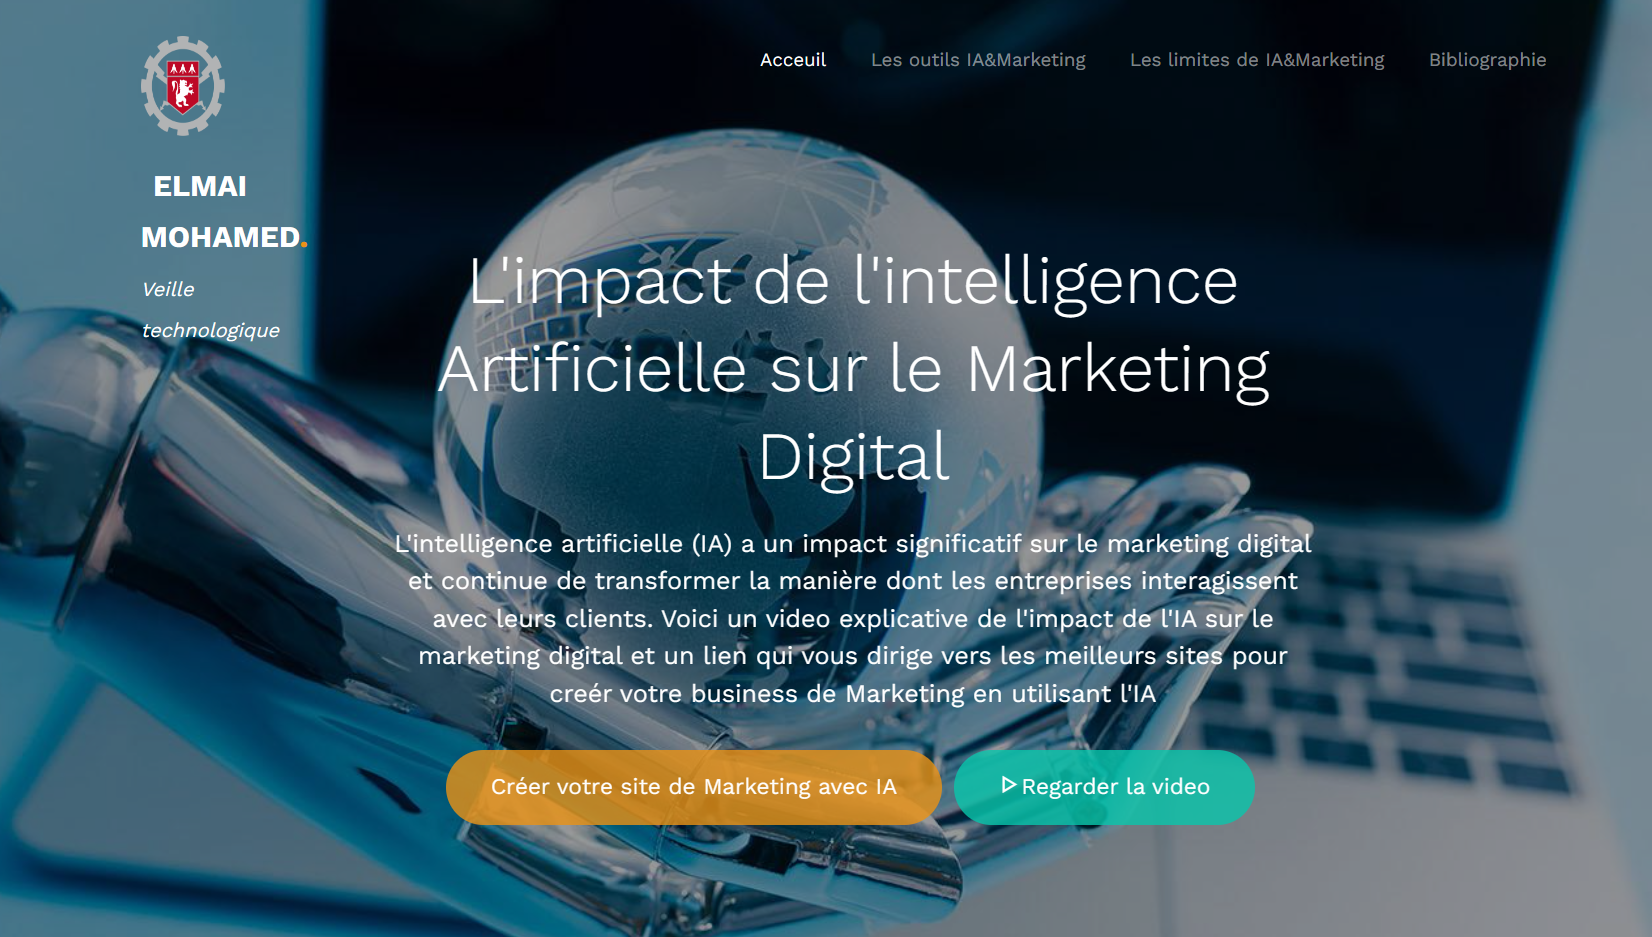 Acceuil Les outils IA&Marketing Les limites de IA&Marketing Bibliographie
ELMAI
MOHAMED.
Veille
technologique
L'impact de l'intelligence
Artificielle sur le Marketing
Digital
L'intelligence artificielle (IA) a un impact significatif sur le marketing digital
et continue de transformer la manière dont les entreprises interagissent
avec leurs clients. Voici un video explicative de l'impact de l'IA sur le
marketing digital et un lien qui vous dirige vers les meilleurs sites pour
creér votre business de Marketing en utilisant l'IA
Créer votre site de Marketing avec IA
Regarder la video